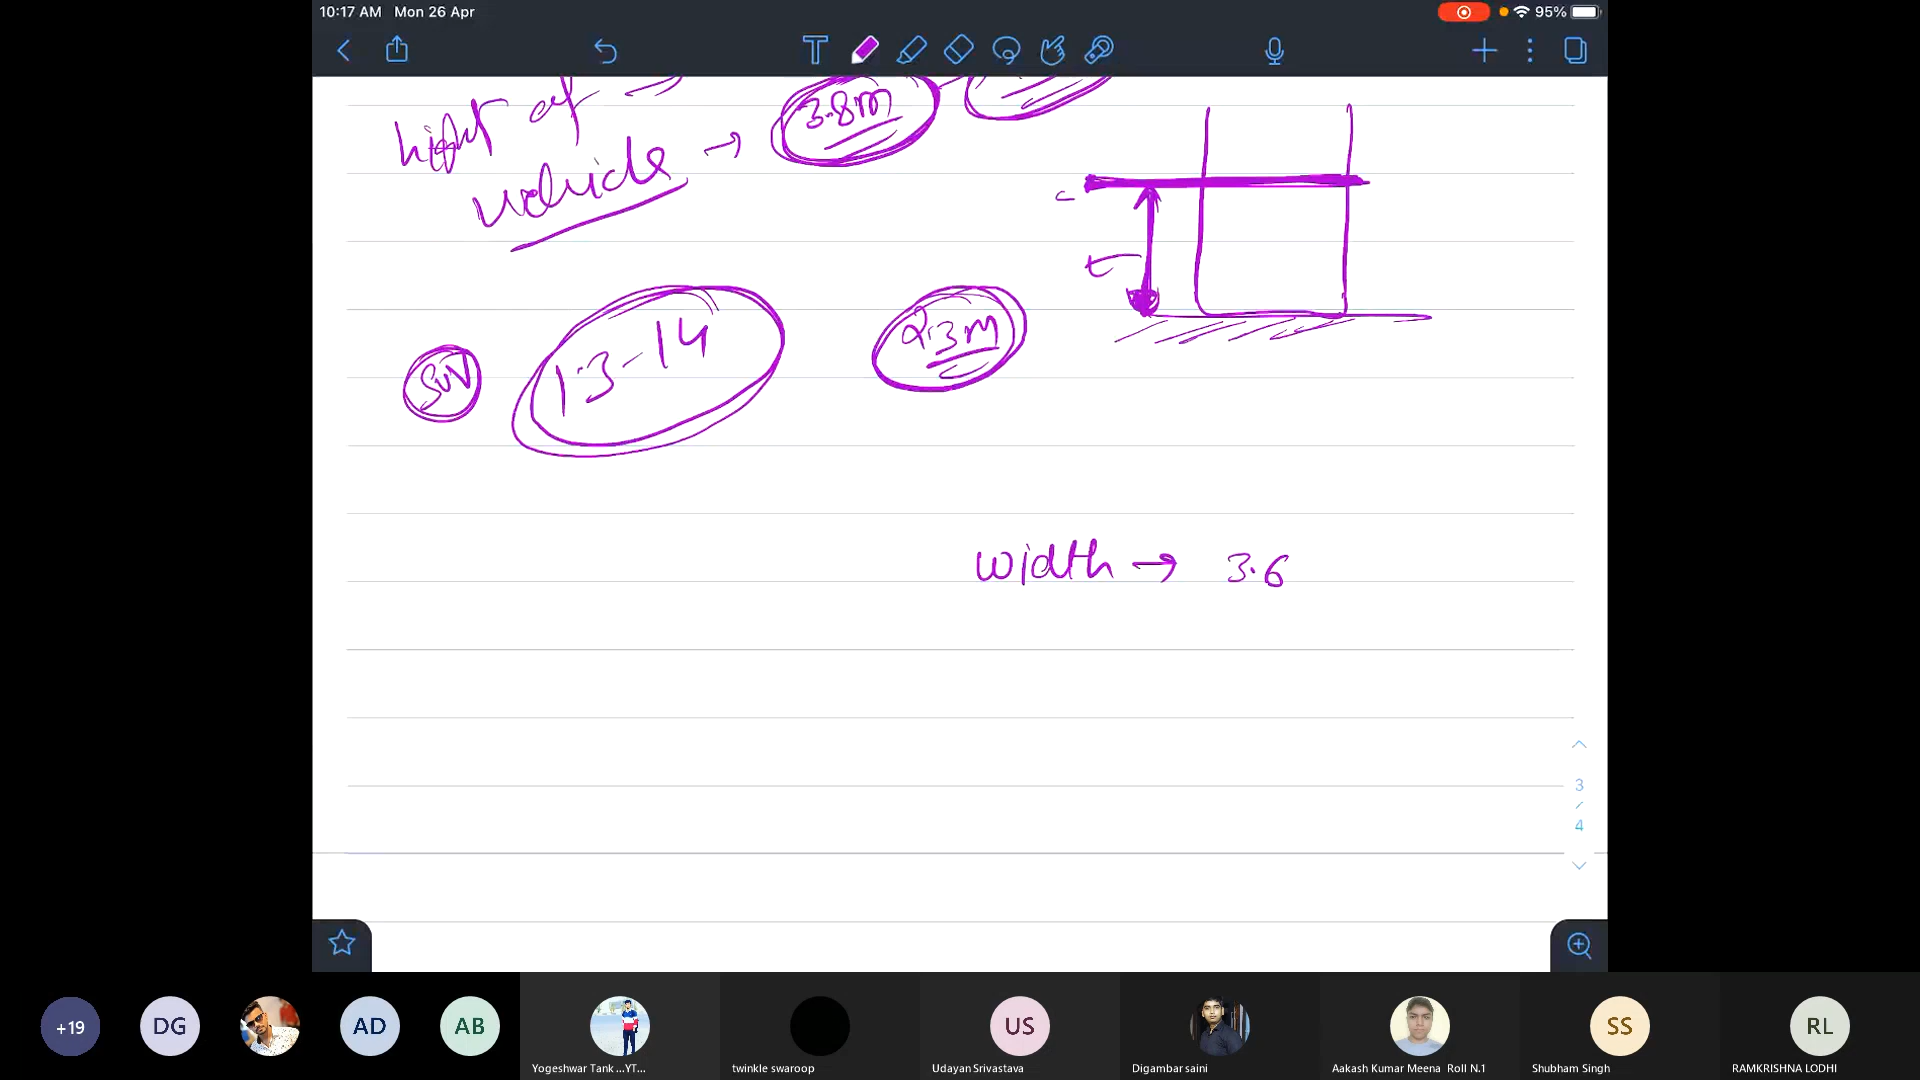 10:17 AM Mon 26 Apr
95%
T
of
vehicle → 3.8m
SUV 1.3-14 2.3m
width → 3.6
3
4
+19 DG AD AB US SS RL
Yogeshwar Tank ...YT... twinkle swaroop Udayan Srivastava Digambar saini Aakash Kumar Meena Roll N.1 Shubham Singh RAMKRISHNA LODHI